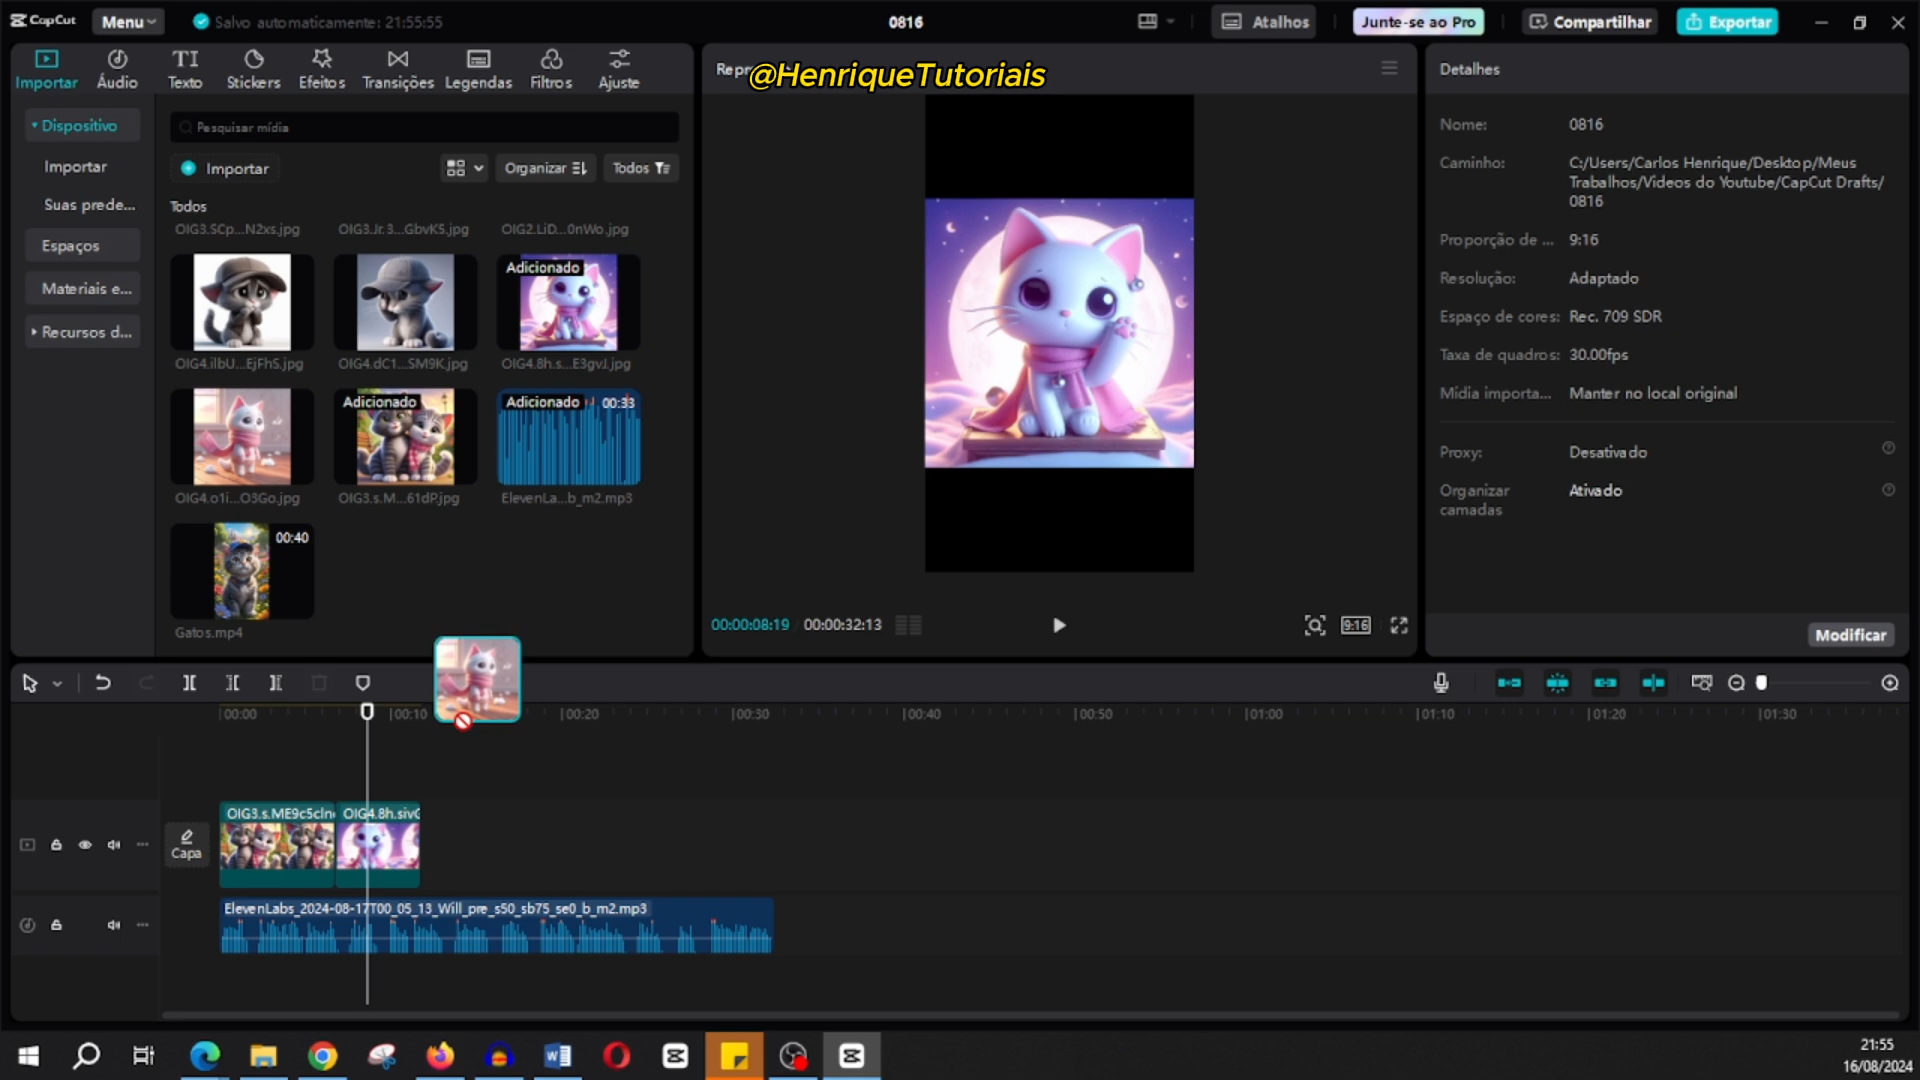 CapCut
Menu
Salvo automaticamente: 21:55:55
0816
Atalhos
Junte-se ao Pro
Compartilhar
Exportar
Importar
Áudio
Texto
Stickers
Efeitos
Transições
Legendas
Filtros
Ajuste
@HenriqueTutoriais
Detalhes
Dispositivo
Importar
Suas prede...
Espaços
Materiais e...
Recursos d...
Pesquisar mídia
Importar
Organizar
Todos
Todos
OIG3.SCp...N2xs.jpg
OIG3.Jr.3...GbvK5.jpg
OIG2.LiD...0nWo.jpg
Adicionado
OIG4.ilbU...EjFhS.jpg
OIG4.dC1...SM9K.jpg
OIG4.8h.s...E3gvJ.jpg
Adicionado
Adicionado
00:33
OIG4.o1i...O3Go.jpg
OIG3.s.M...61dP.jpg
ElevenLa...b_m2.mp3
00:40
Gatos.mp4
00:00:08:19
00:00:32:13
9:16
Nome: 0816
Caminho: C:/Users/Carlos Henrique/Desktop/Meus
Trabalhos/Videos do Youtube/CapCut Drafts/
0816
Proporção de ... 9:16
Resolução: Adaptado
Espaço de cores: Rec. 709 SDR
Taxa de quadros: 30.00fps
Mídia importa... Manter no local original
Proxy: Desativado
Organizar camadas Ativado
Modificar
00:00
00:10
00:20
00:30
00:40
00:50
01:00
01:10
01:20
01:30
Capa
OIG3.s.ME9c5cln
OIG4.8h.sivG
ElevenLabs_2024-08-17T00_05_13_Will_pre_s50_sb75_se0_b_m2.mp3
21:55
16/08/2024